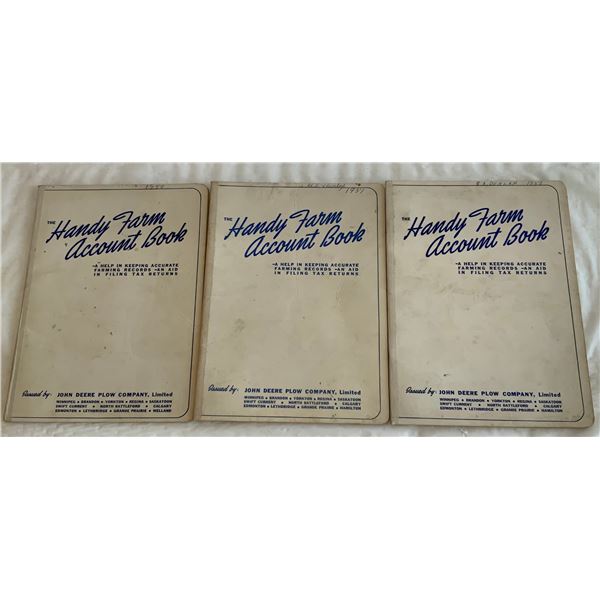 THE Handy Farm
Account Book
-A HELP IN KEEPING ACCURATE
FARMING RECORDS -AN AID
IN FILING TAX RETURNS
Issued by: JOHN DEERE PLOW COMPANY, Limited
WINNIPEG ★ BRANDON ★ YORKTON ★ REGINA ★ SASKATOON
SWIFT CURRENT ★ NORTH BATTLEFORD ★ CALGARY
EDMONTON ★ LETHBRIDGE ★ GRANDE PRAIRIE ★ WELLAND
1957
THE Handy Farm
Account Book
-A HELP IN KEEPING ACCURATE
FARMING RECORDS -AN AID
IN FILING TAX RETURNS
Issued by: JOHN DEERE PLOW COMPANY, Limited
WINNIPEG ★ BRANDON ★ YORKTON ★ REGINA ★ SASKATOON
SWIFT CURRENT ★ NORTH BATTLEFORD ★ CALGARY
EDMONTON ★ LETHBRIDGE ★ GRANDE PRAIRIE ★ HAMILTON
THE Handy Farm
Account Book
-A HELP IN KEEPING ACCURATE
FARMING RECORDS -AN AID
IN FILING TAX RETURNS
Issued by: JOHN DEERE PLOW COMPANY, Limited
WINNIPEG ★ BRANDON ★ YORKTON ★ REGINA ★ SASKATOON
SWIFT CURRENT ★ NORTH BATTLEFORD ★ CALGARY
EDMONTON ★ LETHBRIDGE ★ GRANDE PRAIRIE ★ HAMILTON